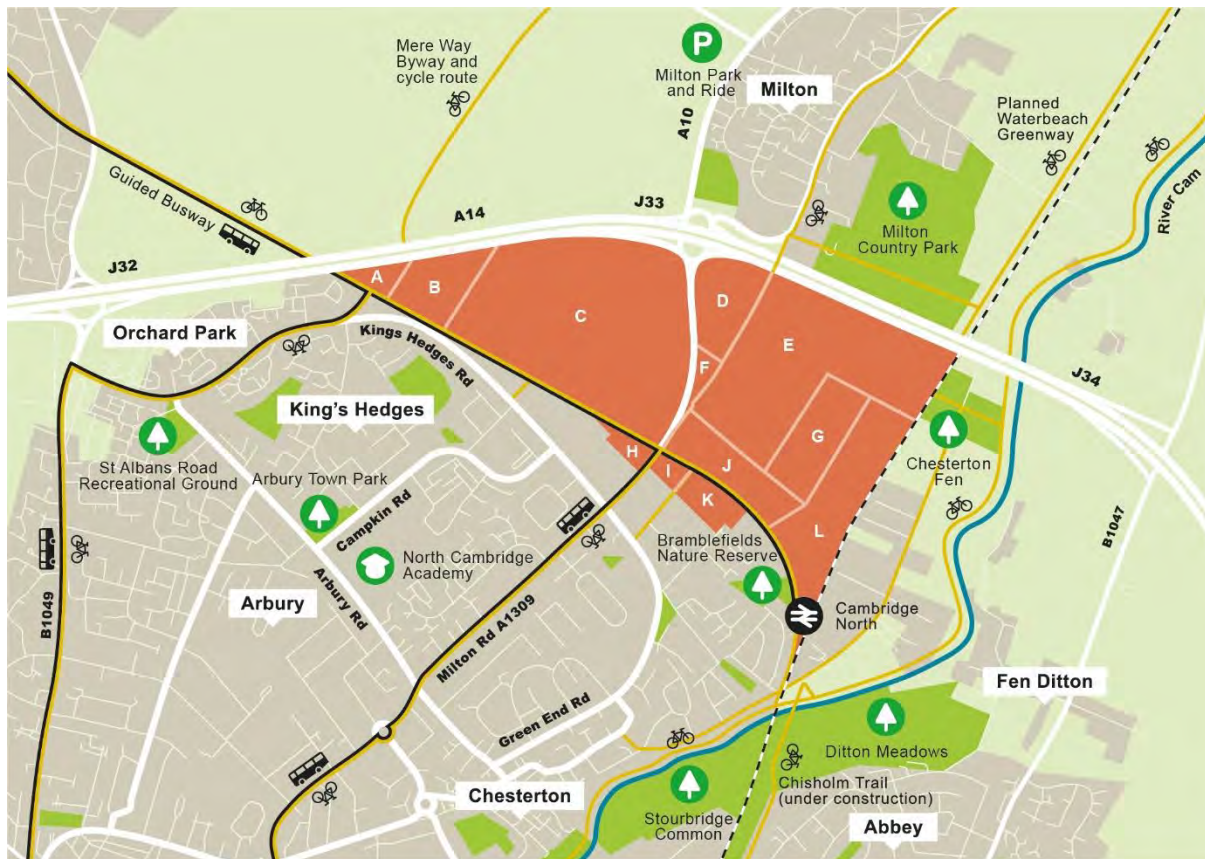 Mere Way
Byway and
cycle route
P
Milton Park
and Ride
Milton
A10
Planned
Waterbeach
Greenway
River Cam
Guided Busway
A14
J33
Milton
Country Park
J32
A
B
C
D
E
F
G
H
I
J
K
L
J34
Orchard Park
Kings Hedges Rd
King's Hedges
St Albans Road
Recreational Ground
Arbury Town Park
Campkin Rd
North Cambridge
Academy
Chesterton
Fen
B1047
Bramblefields
Nature Reserve
Arbury
Arbury Rd
B1049
Milton Rd A1309
Cambridge
North
Green End Rd
Fen Ditton
Ditton Meadows
Chesterton
Chisholm Trail
(under construction)
Stourbridge
Common
Abbey